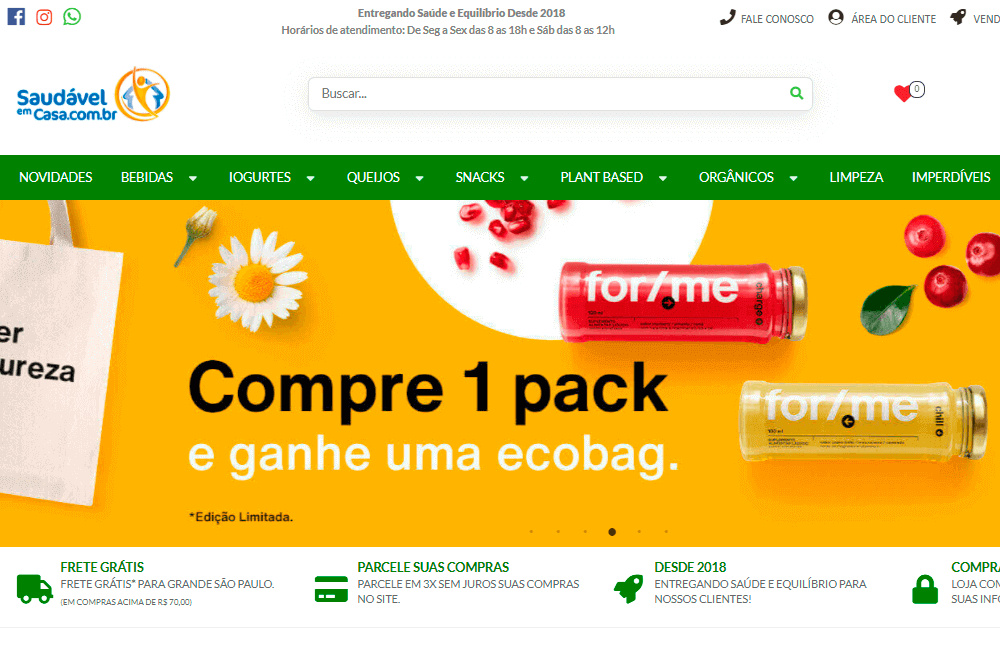 Entregando Saúde e Equilíbrio Desde 2018
Horários de atendimento: De Seg a Sex das 8 as 18h e Sáb das 8 as 12h
FALE CONOSCO
ÁREA DO CLIENTE
VEND
Saudável
em Casa.com.br
Buscar...
0
NOVIDADES BEBIDAS IOGURTES QUEIJOS SNACKS PLANT BASED ORGÂNICOS LIMPEZA IMPERDÍVEIS
er
ureza
for/me
charge
for/me
chill
Compre 1 pack
e ganhe uma ecobag.
*Edição Limitada.
FRETE GRÁTIS
FRETE GRÁTIS* PARA GRANDE SÃO PAULO.
(EM COMPRAS ACIMA DE R$ 70,00)
PARCELE SUAS COMPRAS
PARCELE EM 3X SEM JUROS SUAS COMPRAS
NO SITE.
DESDE 2018
ENTREGANDO SAÚDE E EQUILÍBRIO PARA
NOSSOS CLIENTES!
COMPRA
LOJA CON
SUAS INFO